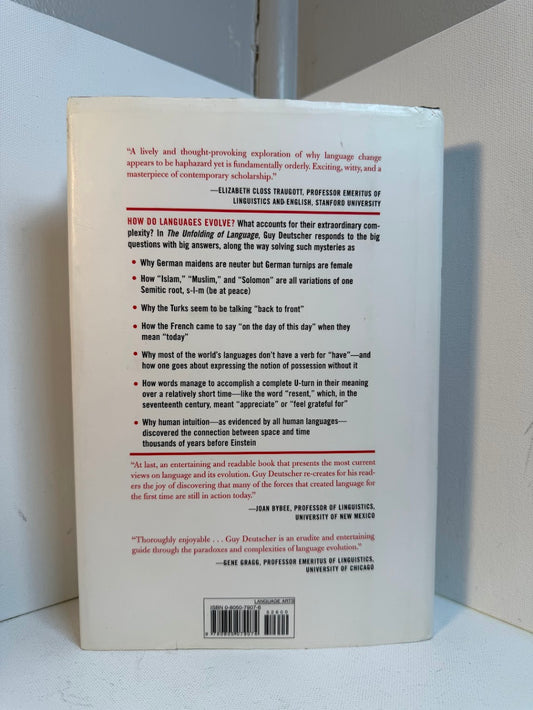 “A lively and thought-provoking exploration of why language change
appears to be haphazard yet is fundamentally orderly. Exciting, witty, and a
masterpiece of contemporary scholarship.”
—ELIZABETH CLOSS TRAUGOTT, PROFESSOR EMERITUS OF
LINGUISTICS AND ENGLISH, STANFORD UNIVERSITY
HOW DO LANGUAGES EVOLVE? What accounts for their extraordinary com-
plexity? In The Unfolding of Language, Guy Deutscher responds to the big
questions with big answers, along the way solving such mysteries as
• Why German maidens are neuter but German turnips are female
• How “Islam,” “Muslim,” and “Solomon” are all variations of one
Semitic root, s-l-m (be at peace)
• Why the Turks seem to be talking “back to front”
• How the French came to say “on the day of this day” when they
mean “today”
• Why most of the world’s languages don’t have a verb for “have”—and
how one goes about expressing the notion of possession without it
• How words manage to accomplish a complete U-turn in their meaning
over a relatively short time—like the word “resent,” which, in the
seventeenth century, meant “appreciate” or “feel grateful for”
• Why human intuition—as evidenced by all human languages—
discovered the connection between space and time
thousands of years before Einstein
“At last, an entertaining and readable book that presents the most current
views on language and its evolution. Guy Deutscher re-creates for his read-
ers the joy of discovering that many of the forces that created language for
the first time are still in action today.”
—JOAN BYBEE, PROFESSOR OF LINGUISTICS,
UNIVERSITY OF NEW MEXICO
“Thoroughly enjoyable . . . Guy Deutscher is an erudite and entertaining
guide through the paradoxes and complexities of language evolution.”
—GENE GRAGG, PROFESSOR EMERITUS OF LINGUISTICS,
UNIVERSITY OF CHICAGO
LANGUAGE ARTS
ISBN 0-8050-7907-6
52600